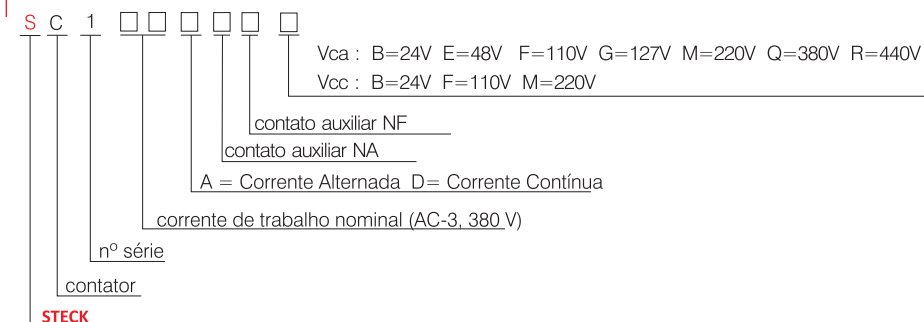 S C 1 □ □ □ □ □ □
Vca : B=24V E=48V F=110V G=127V M=220V Q=380V R=440V
Vcc : B=24V F=110V M=220V
contato auxiliar NF
contato auxiliar NA
A = Corrente Alternada D= Corrente Contínua
corrente de trabalho nominal (AC-3, 380 V)
nº série
contator
STECK